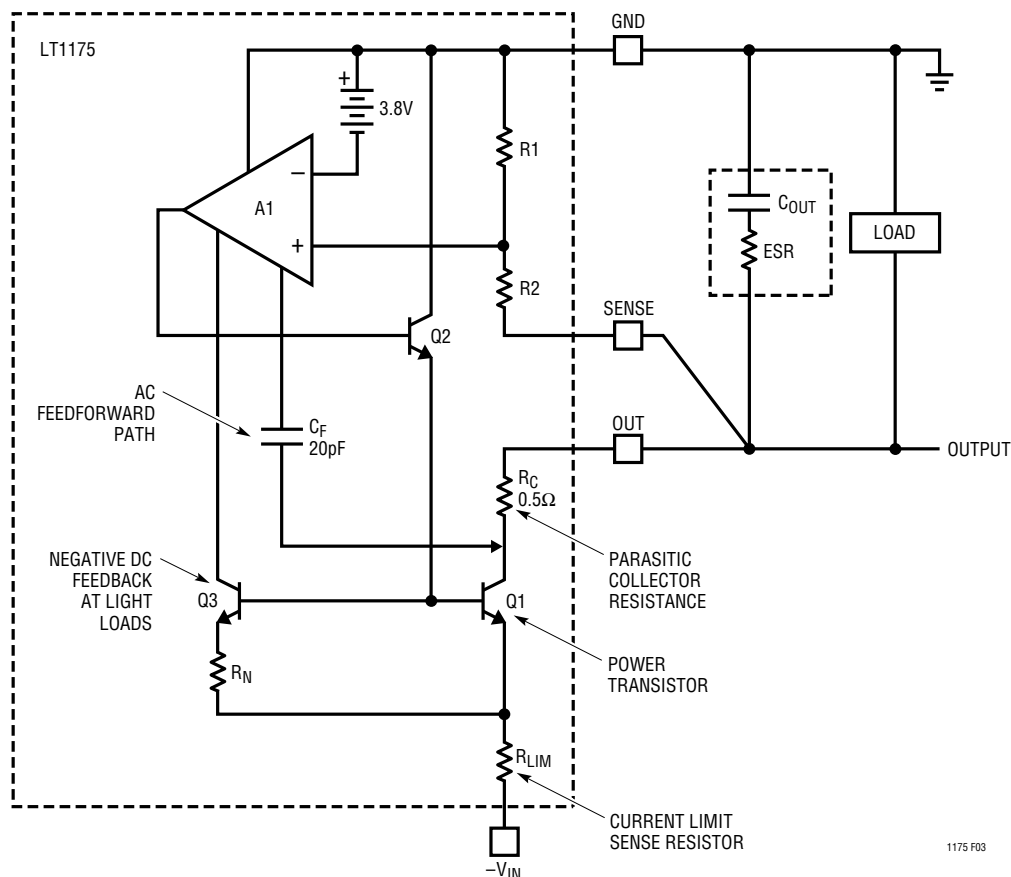 GND
LT1175
+
3.8V
R1
−
A1
+
C_OUT
ESR
LOAD
R2
SENSE
Q2
AC
FEEDFORWARD
PATH
C_F
20pF
OUT
OUTPUT
R_C
0.5Ω
PARASITIC
COLLECTOR
RESISTANCE
NEGATIVE DC
FEEDBACK
AT LIGHT
LOADS
Q3
Q1
POWER
TRANSISTOR
R_N
R_LIM
CURRENT LIMIT
SENSE RESISTOR
–V_IN
1175 F03